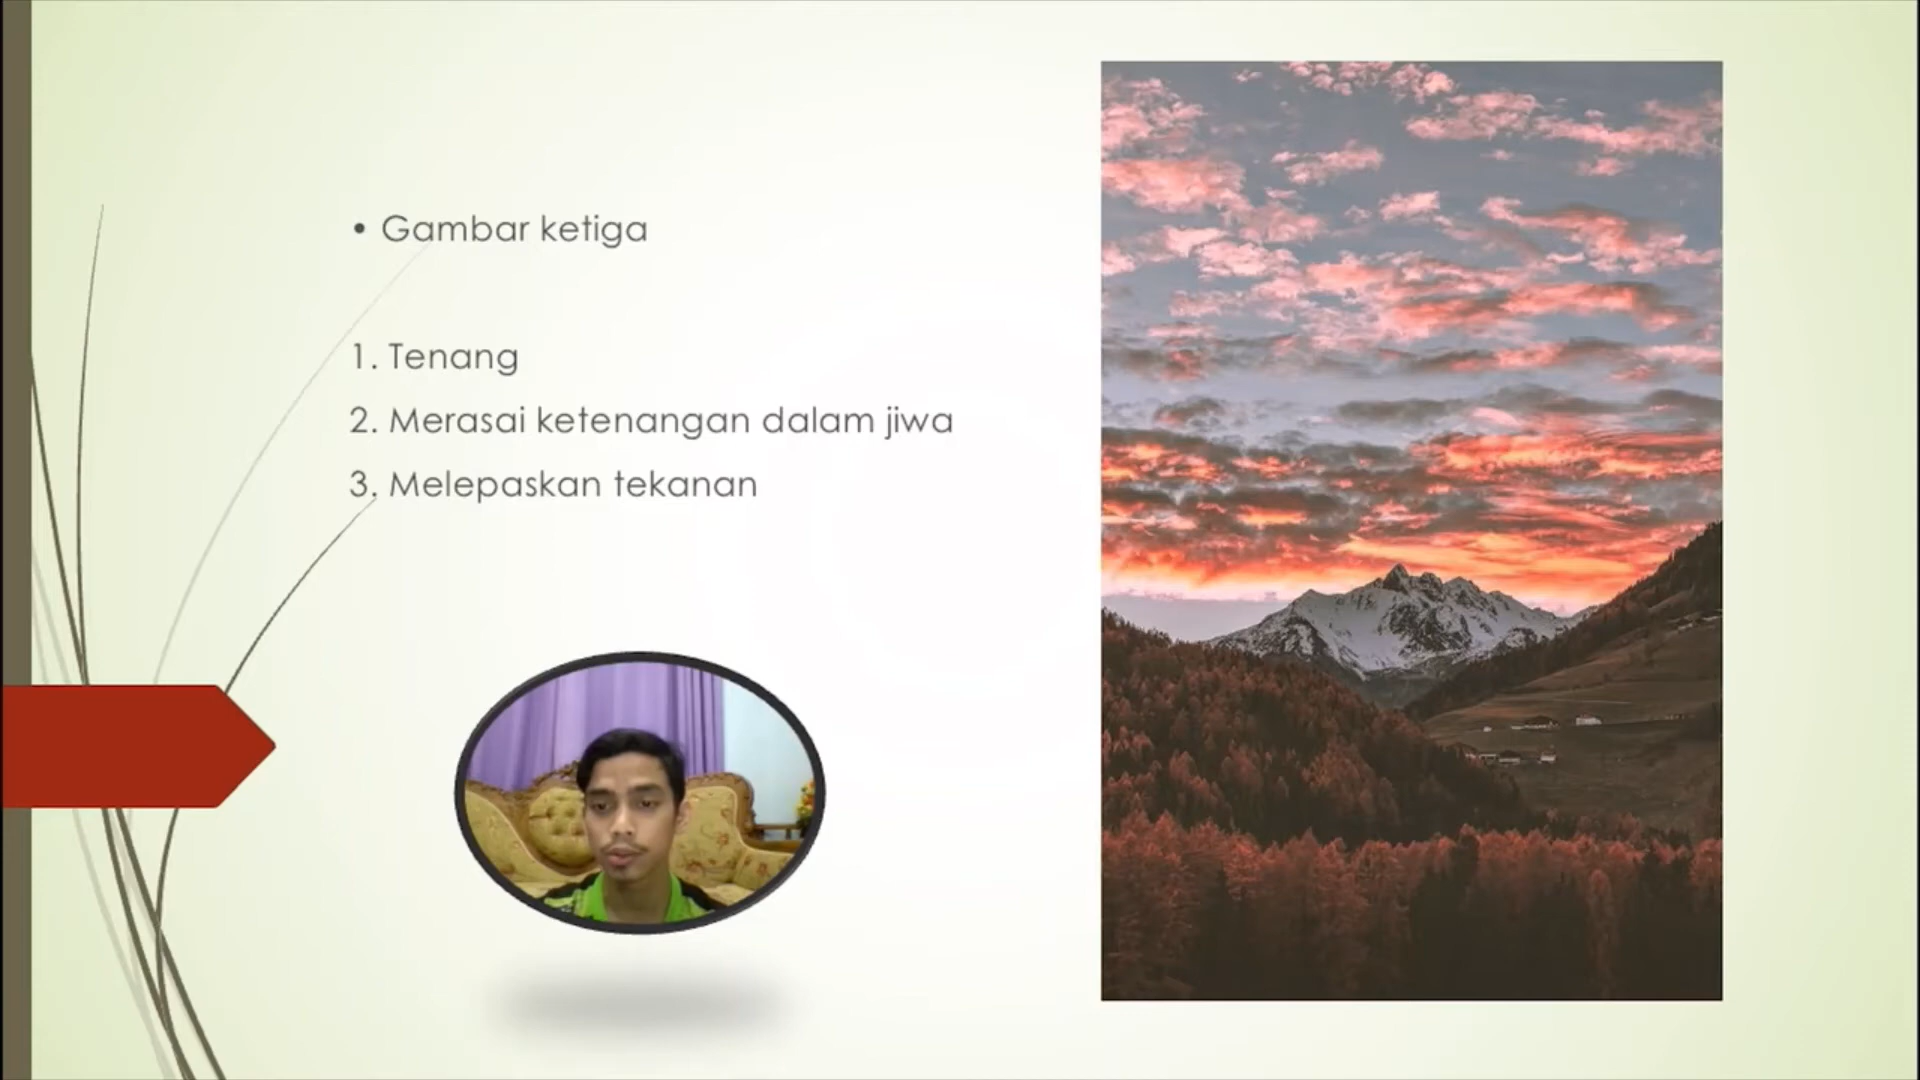 • Gambar ketiga
1. Tenang
2. Merasai ketenangan dalam jiwa
3. Melepaskan tekanan